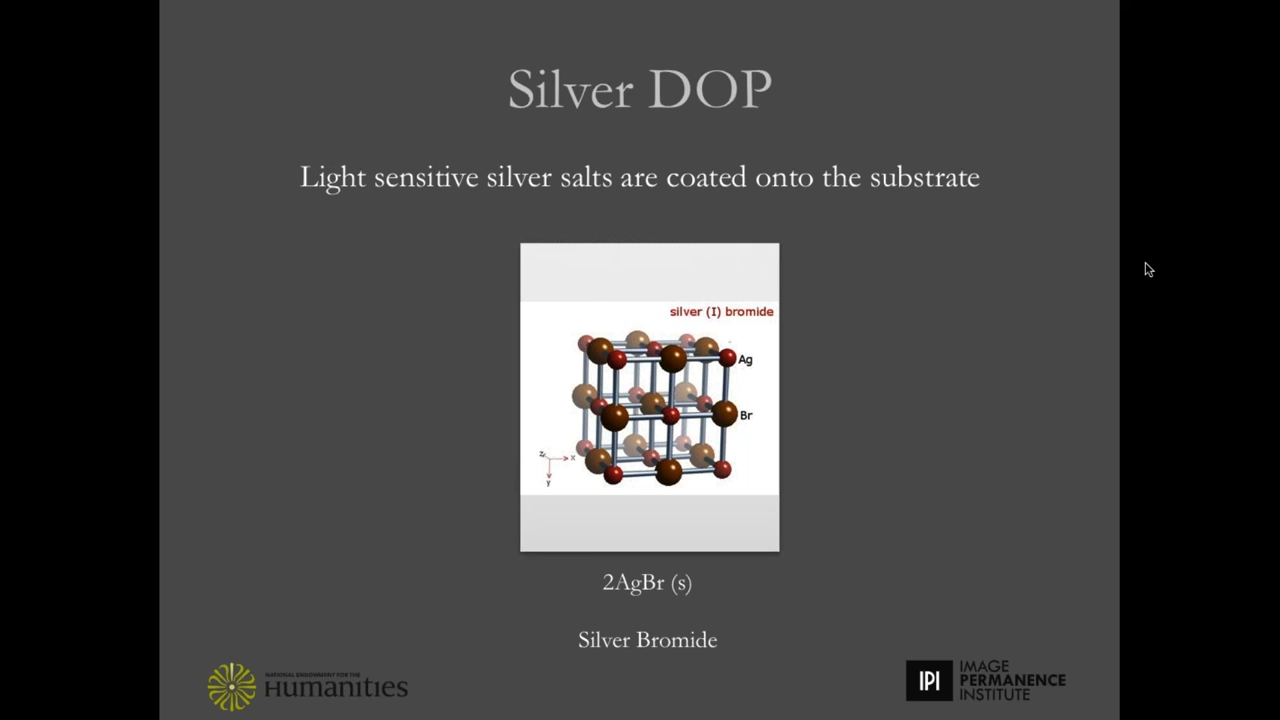 Silver DOP
Light sensitive silver salts are coated onto the substrate
silver (I) bromide
Ag
Br
z
x
y
2AgBr (s)
Silver Bromide
NATIONAL ENDOWMENT FOR THE
Humanities
IPI
IMAGE
PERMANENCE
INSTITUTE